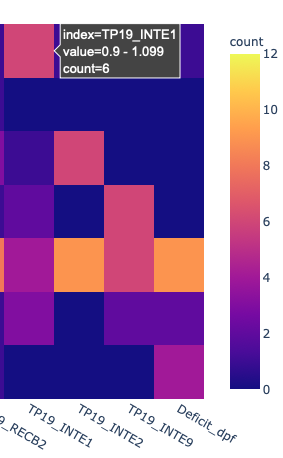 index=TP19_INTE1
value=0.9 - 1.099
count=6
count
12
10
8
6
4
2
0
9_RECB2
TP19_INTE1
TP19_INTE2
TP19_INTE9
Deficit_dpf